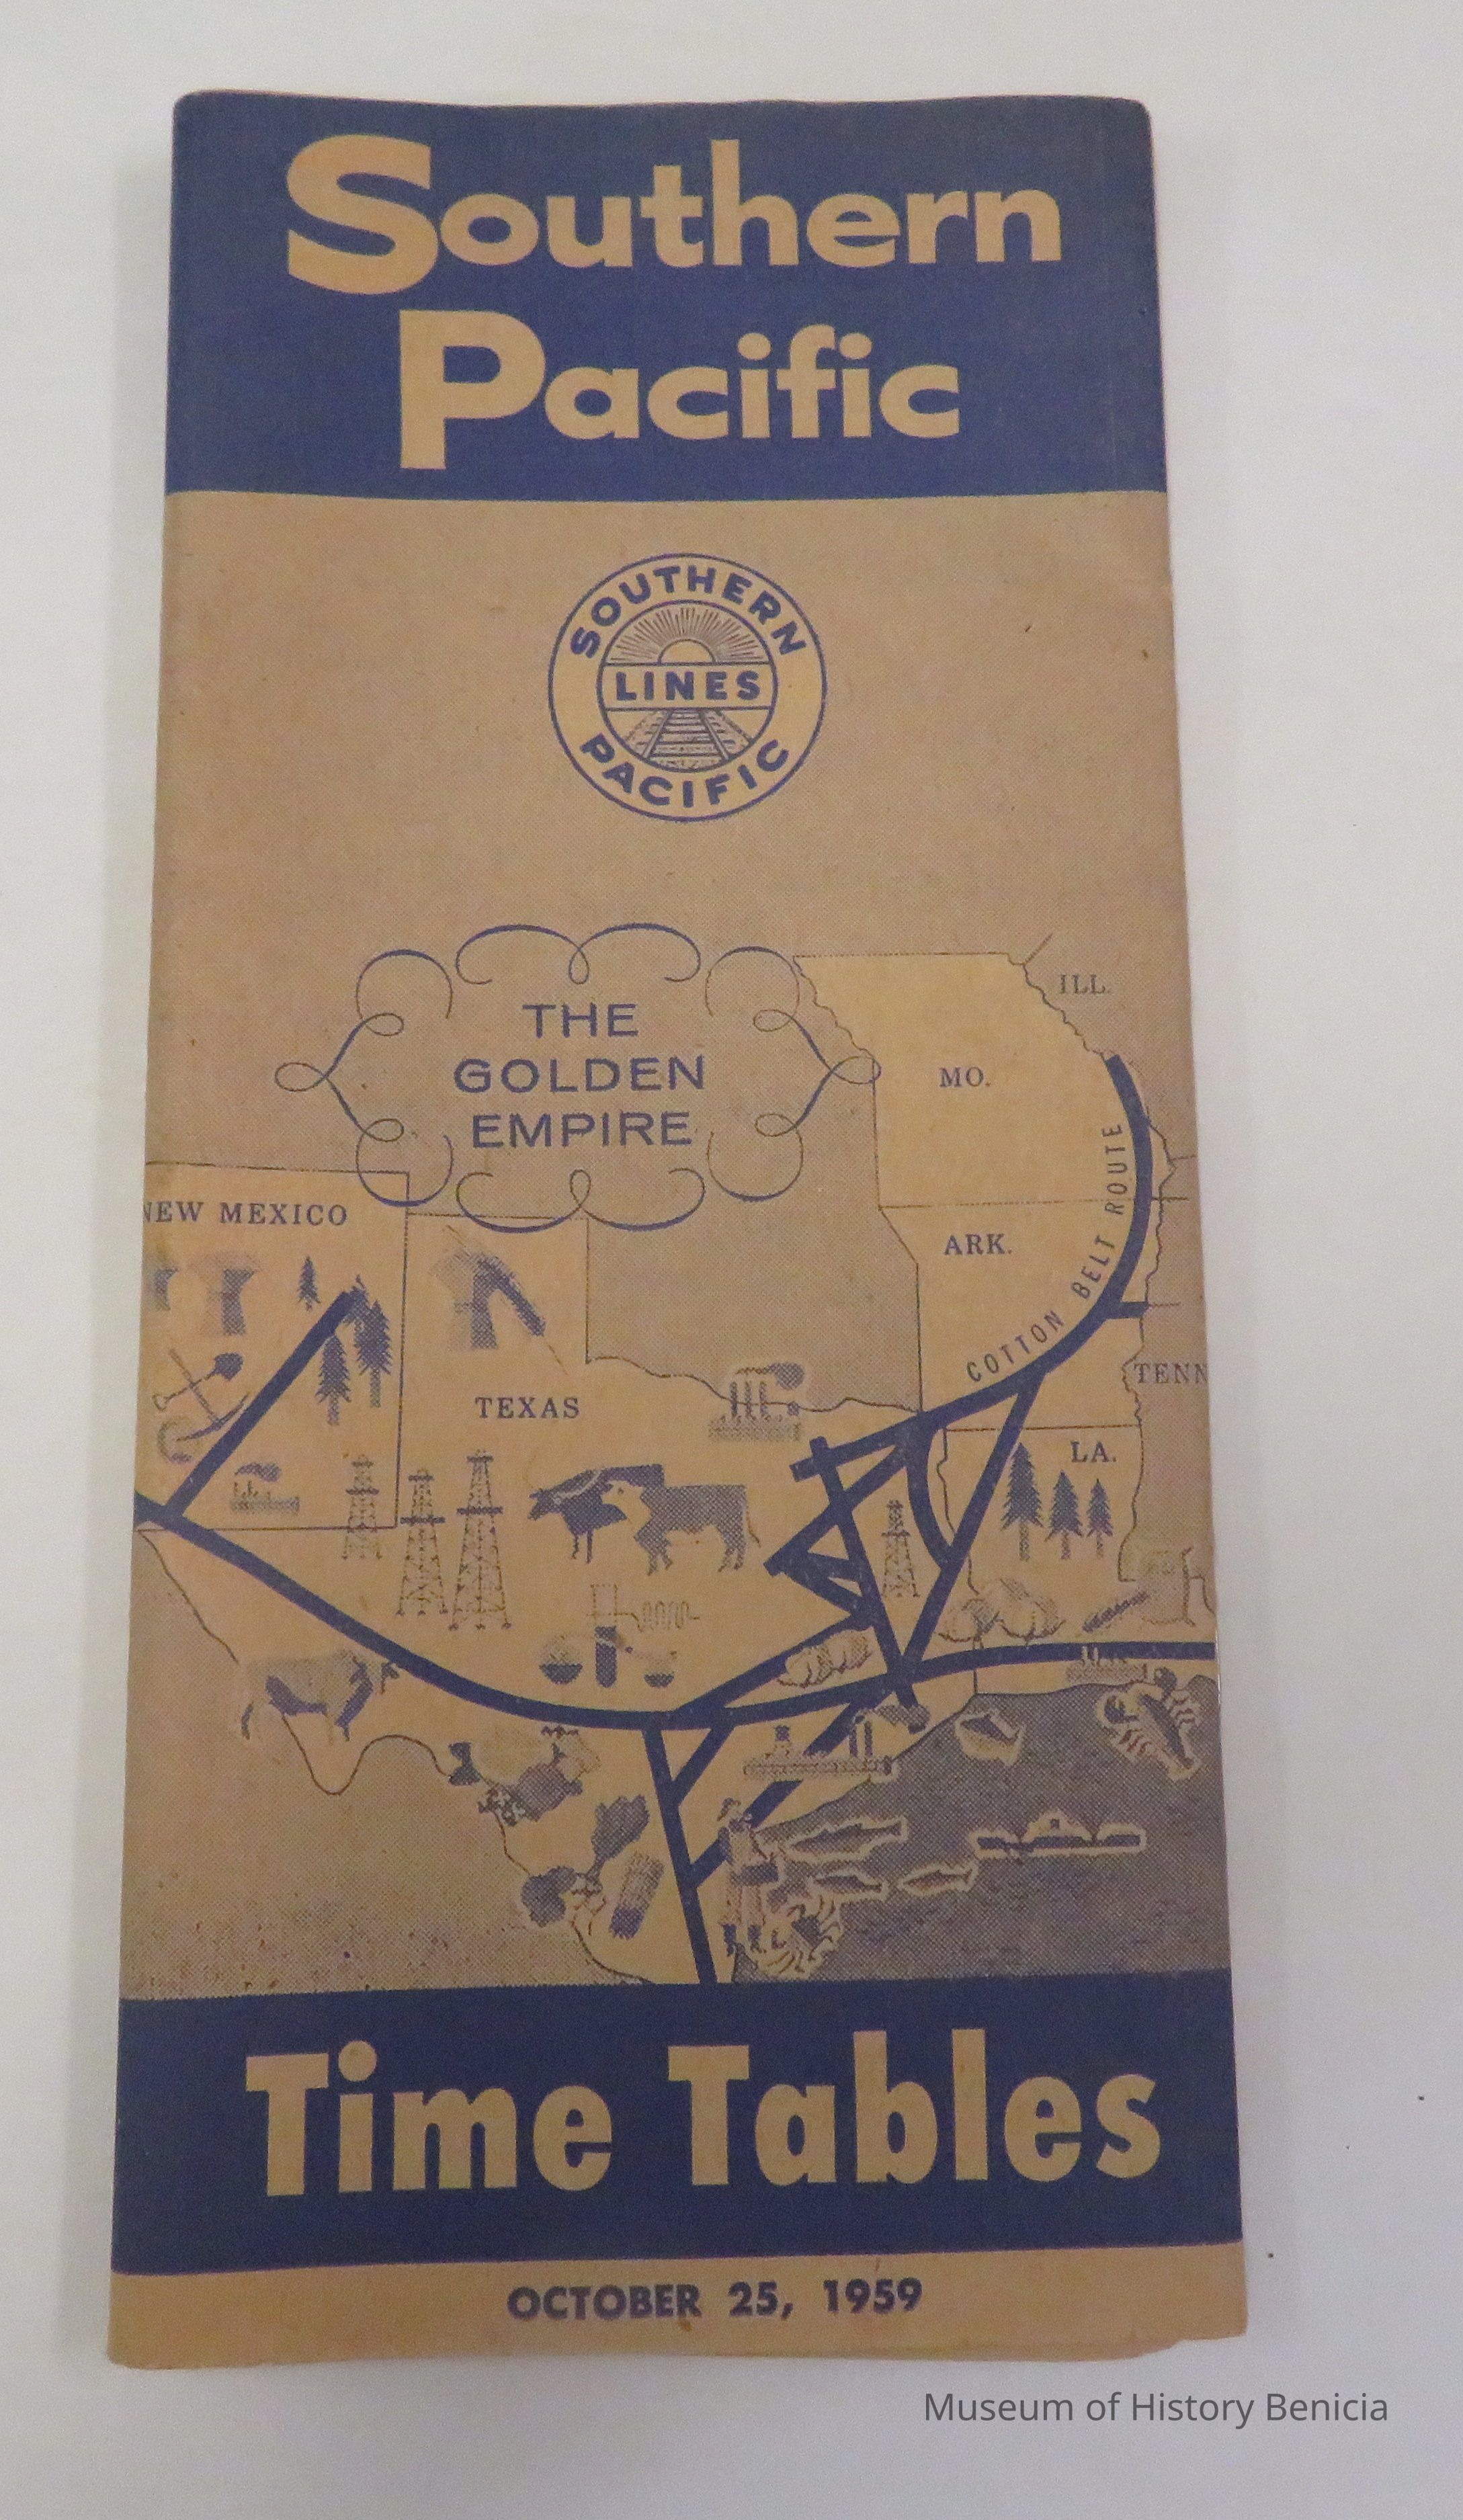 Southern
Pacific
SOUTHERN
LINES
PACIFIC
THE
GOLDEN
EMPIRE
ILL.
MO.
NEW MEXICO
ARK.
COTTON BELT ROUTE
TENN
TEXAS
LA.
Time Tables
OCTOBER 25, 1959
Museum of History Benicia